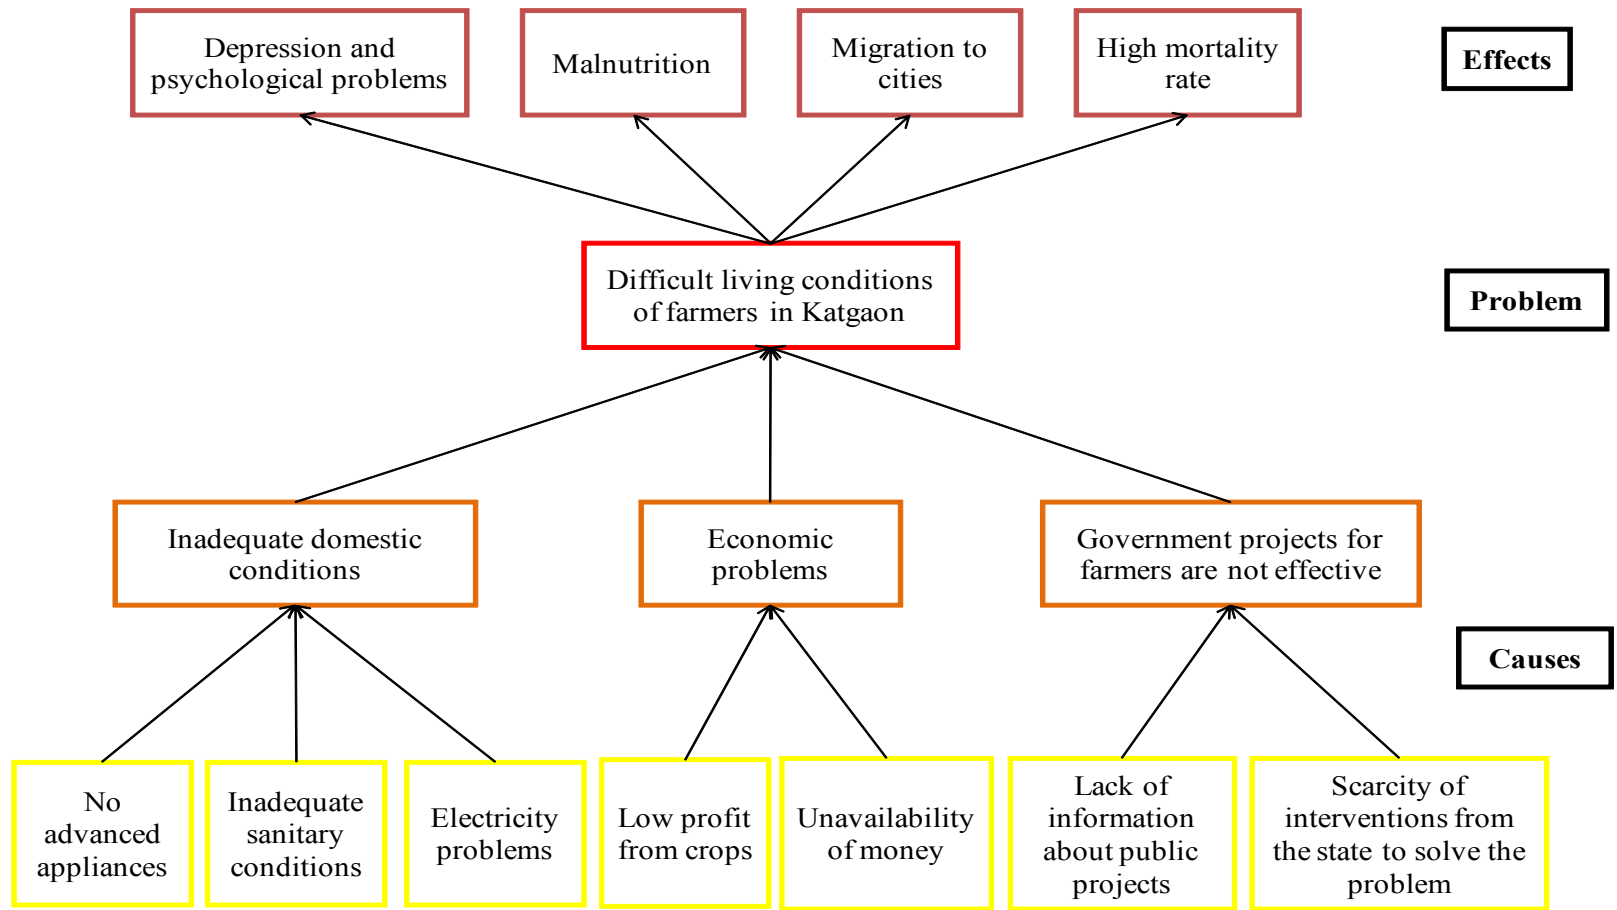 Depression and
psychological problems
Malnutrition
Migration to
cities
High mortality
rate
Effects
Difficult living conditions
of farmers in Katgaon
Problem
Inadequate domestic
conditions
Economic
problems
Government projects for
farmers are not effective
Causes
No
advanced
appliances
Inadequate
sanitary
conditions
Electricity
problems
Low profit
from crops
Unavailability
of money
Lack of
information
about public
projects
Scarcity of
interventions from
the state to solve the
problem